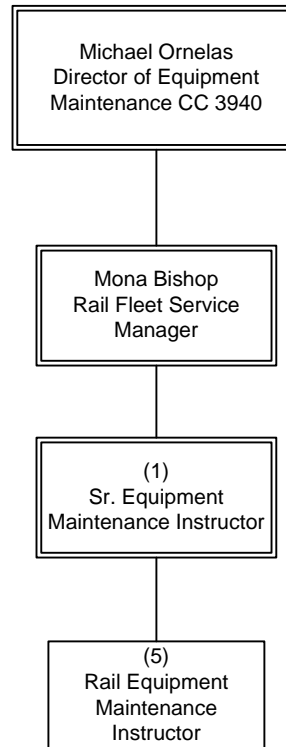 Michael Ornelas
Director of Equipment
Maintenance CC 3940
Mona Bishop
Rail Fleet Service
Manager
(1)
Sr. Equipment
Maintenance Instructor
(5)
Rail Equipment
Maintenance
Instructor